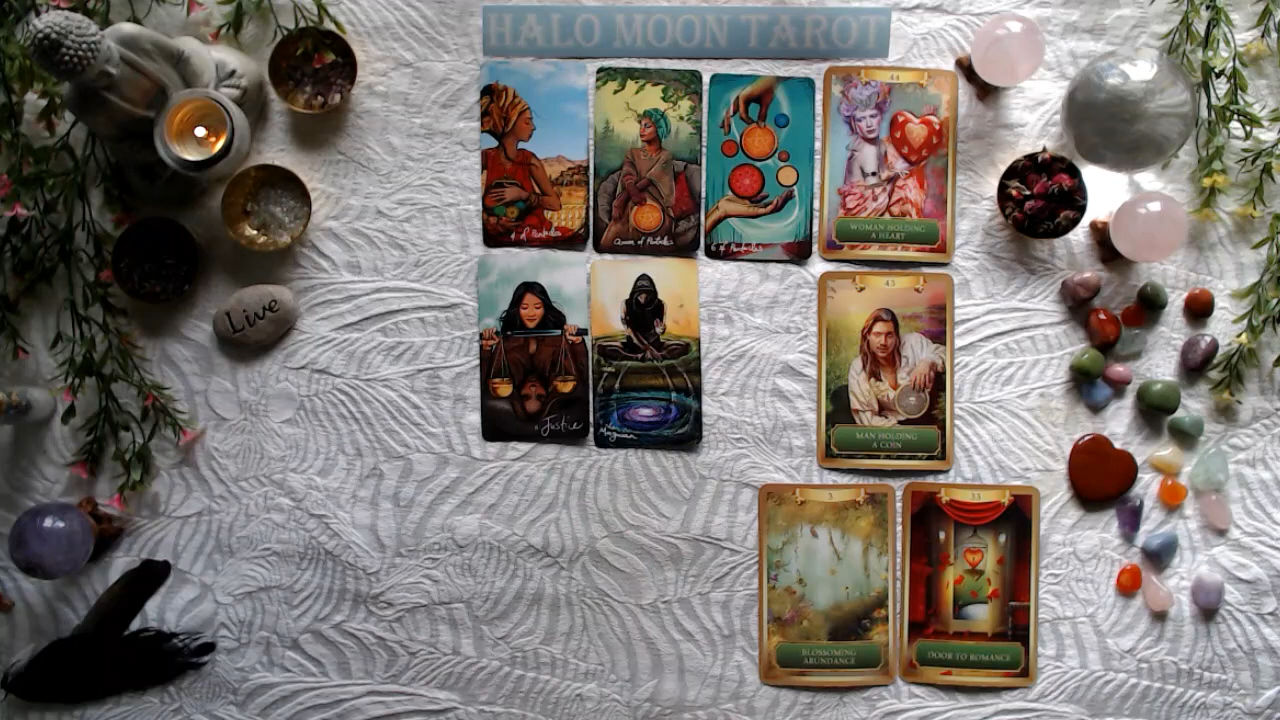 HALO MOON TAROT
4 of Pentacles
Queen of Pentacles
6 of Pentacles
44
WOMAN HOLDING
A HEART
Live
Justice
The
Magician
43
MAN HOLDING
A COIN
3
BLOSSOMING
ABUNDANCE
33
DOOR TO ROMANCE